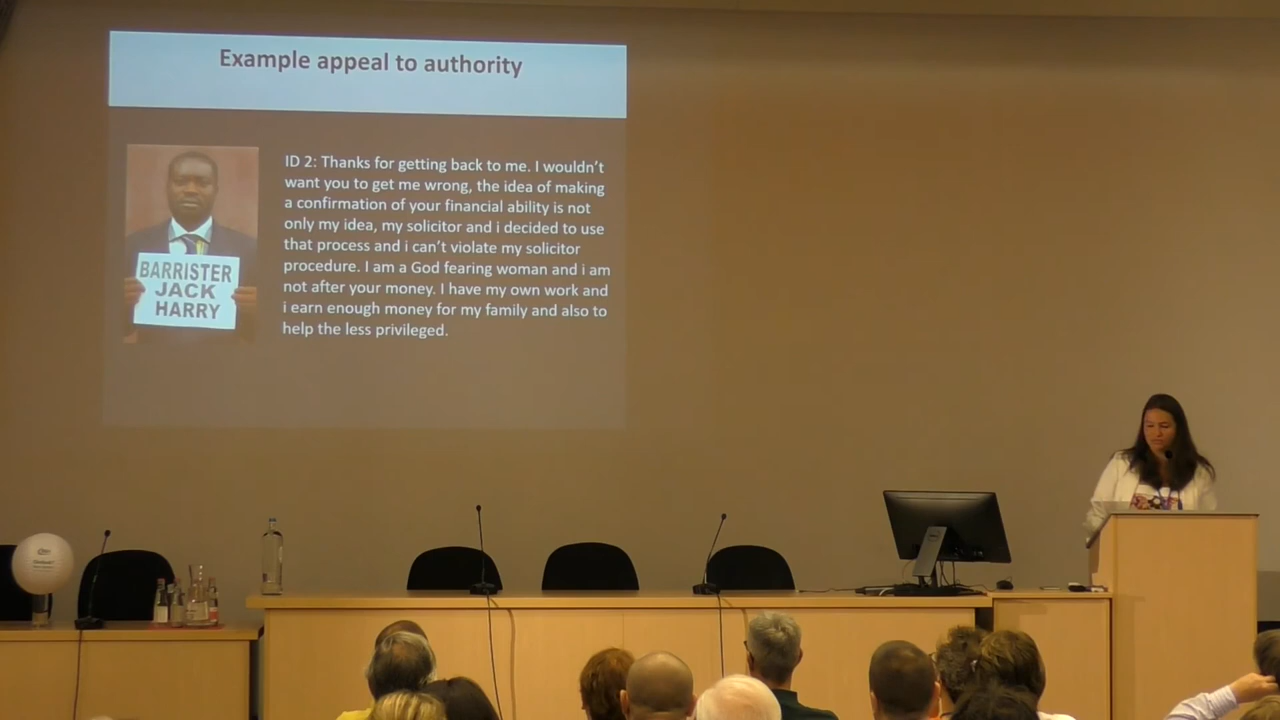 Example appeal to authority
BARRISTER
JACK
HARRY
ID 2: Thanks for getting back to me. I wouldn't
want you to get me wrong, the idea of making
a confirmation of your financial ability is not
only my idea, my solicitor and i decided to use
that process and i can't violate my solicitor
procedure. I am a God fearing woman and i am
not after your money. I have my own work and
i earn enough money for my family and also to
help the less privileged.